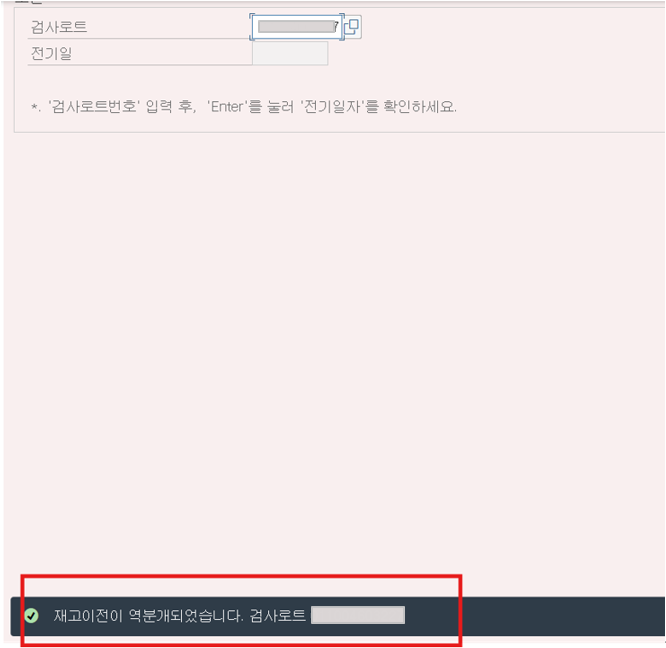 검사로트 7
전기일
*. '검사로트번호' 입력 후, 'Enter'를 눌러 '전기일자'를 확인하세요.
재고이전이 역분개되었습니다. 검사로트